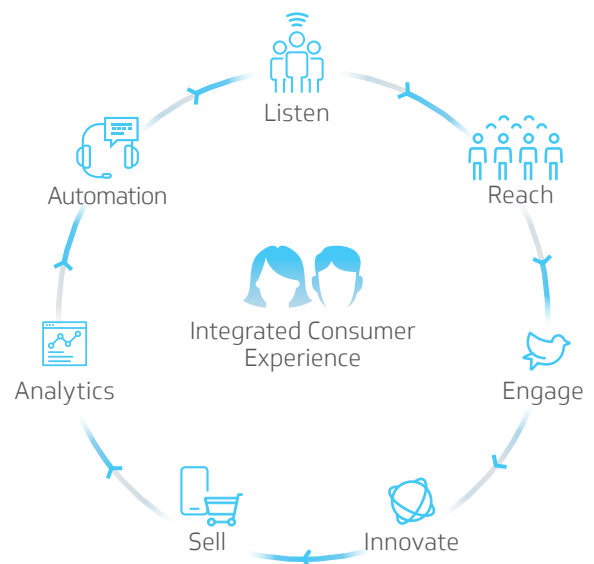 Listen
Reach
Automation
Integrated Consumer
Experience
Analytics
Engage
Sell
Innovate